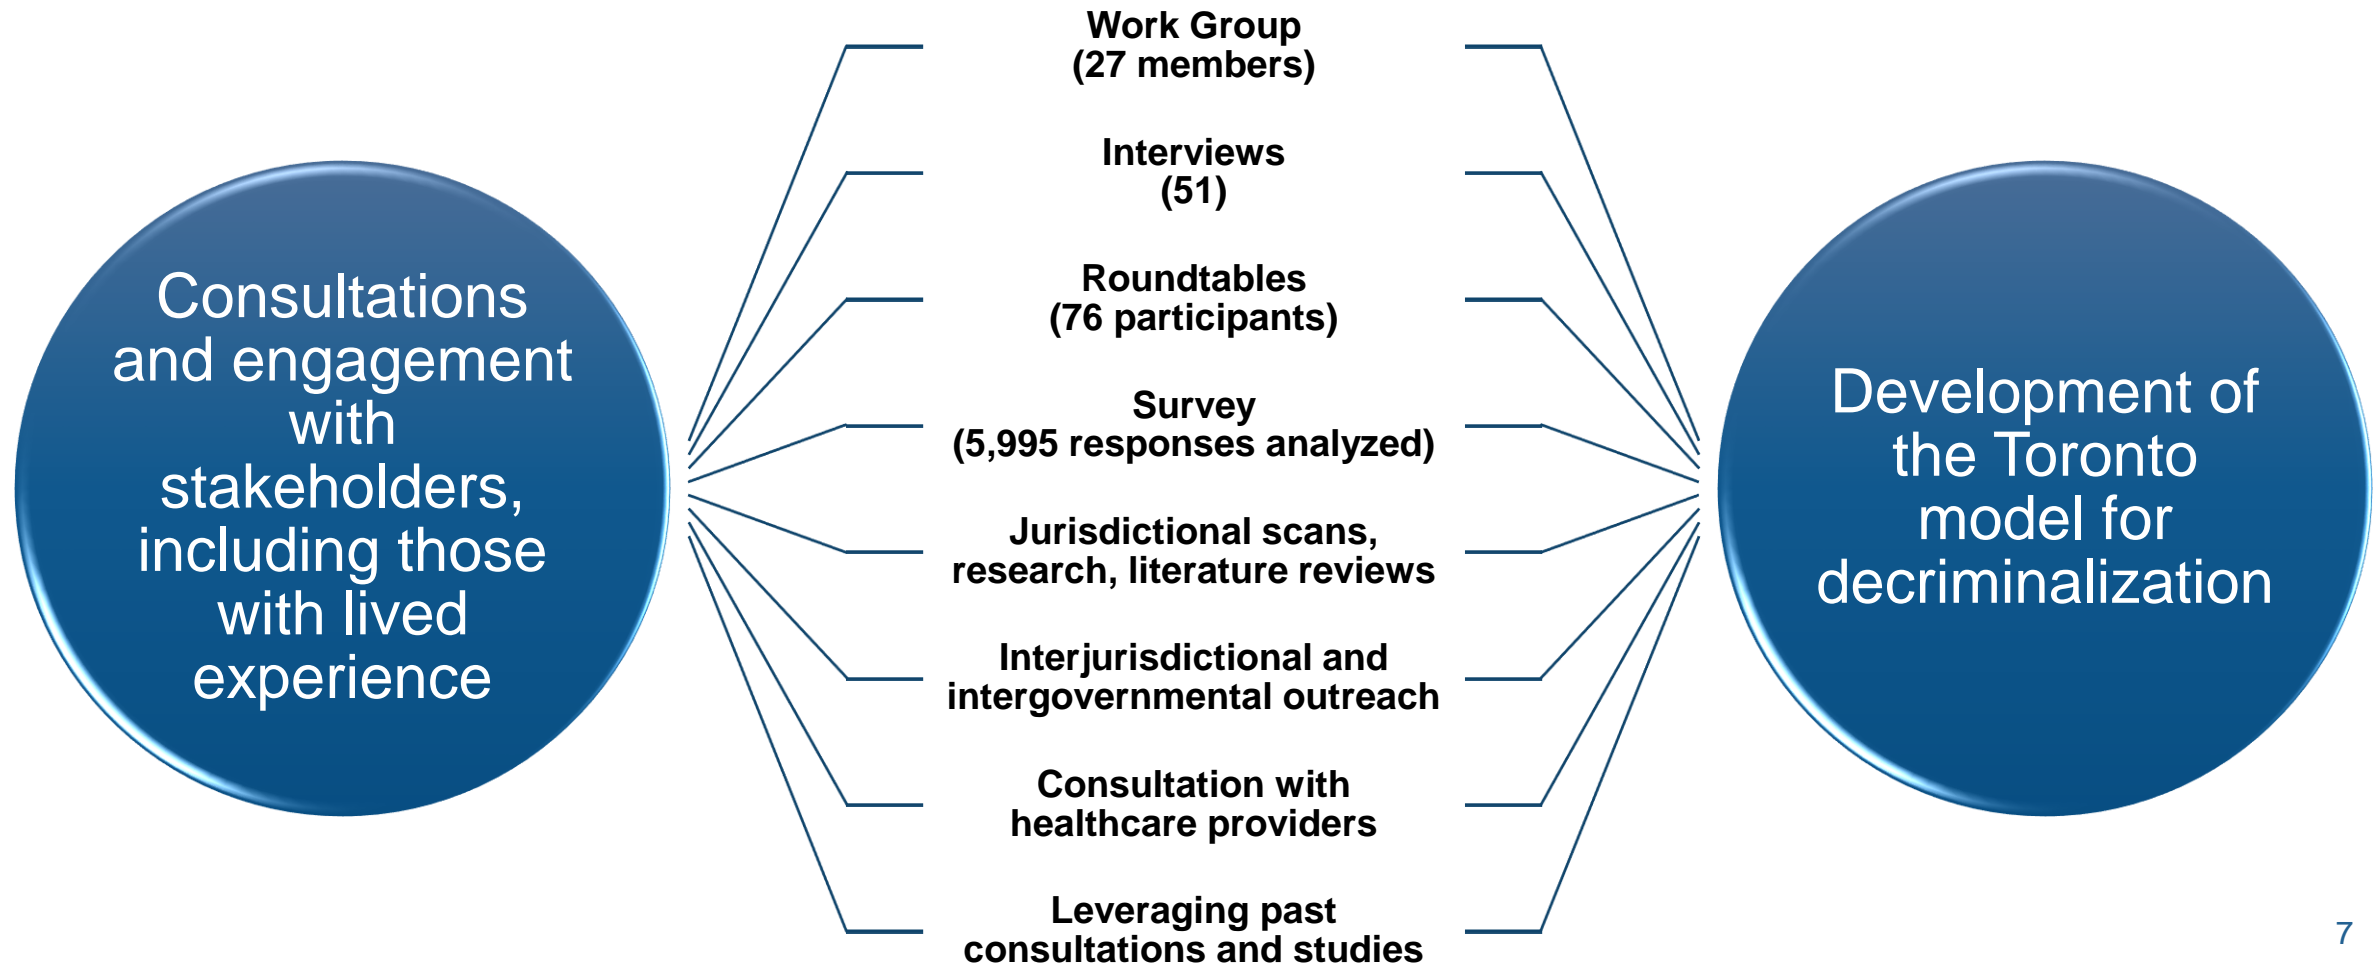 Consultations
and engagement
with
stakeholders,
including those
with lived
experience
Work Group
(27 members)
Interviews
(51)
Roundtables
(76 participants)
Survey
(5,995 responses analyzed)
Jurisdictional scans,
research, literature reviews
Interjurisdictional and
intergovernmental outreach
Consultation with
healthcare providers
Leveraging past
consultations and studies
Development of
the Toronto
model for
decriminalization
7